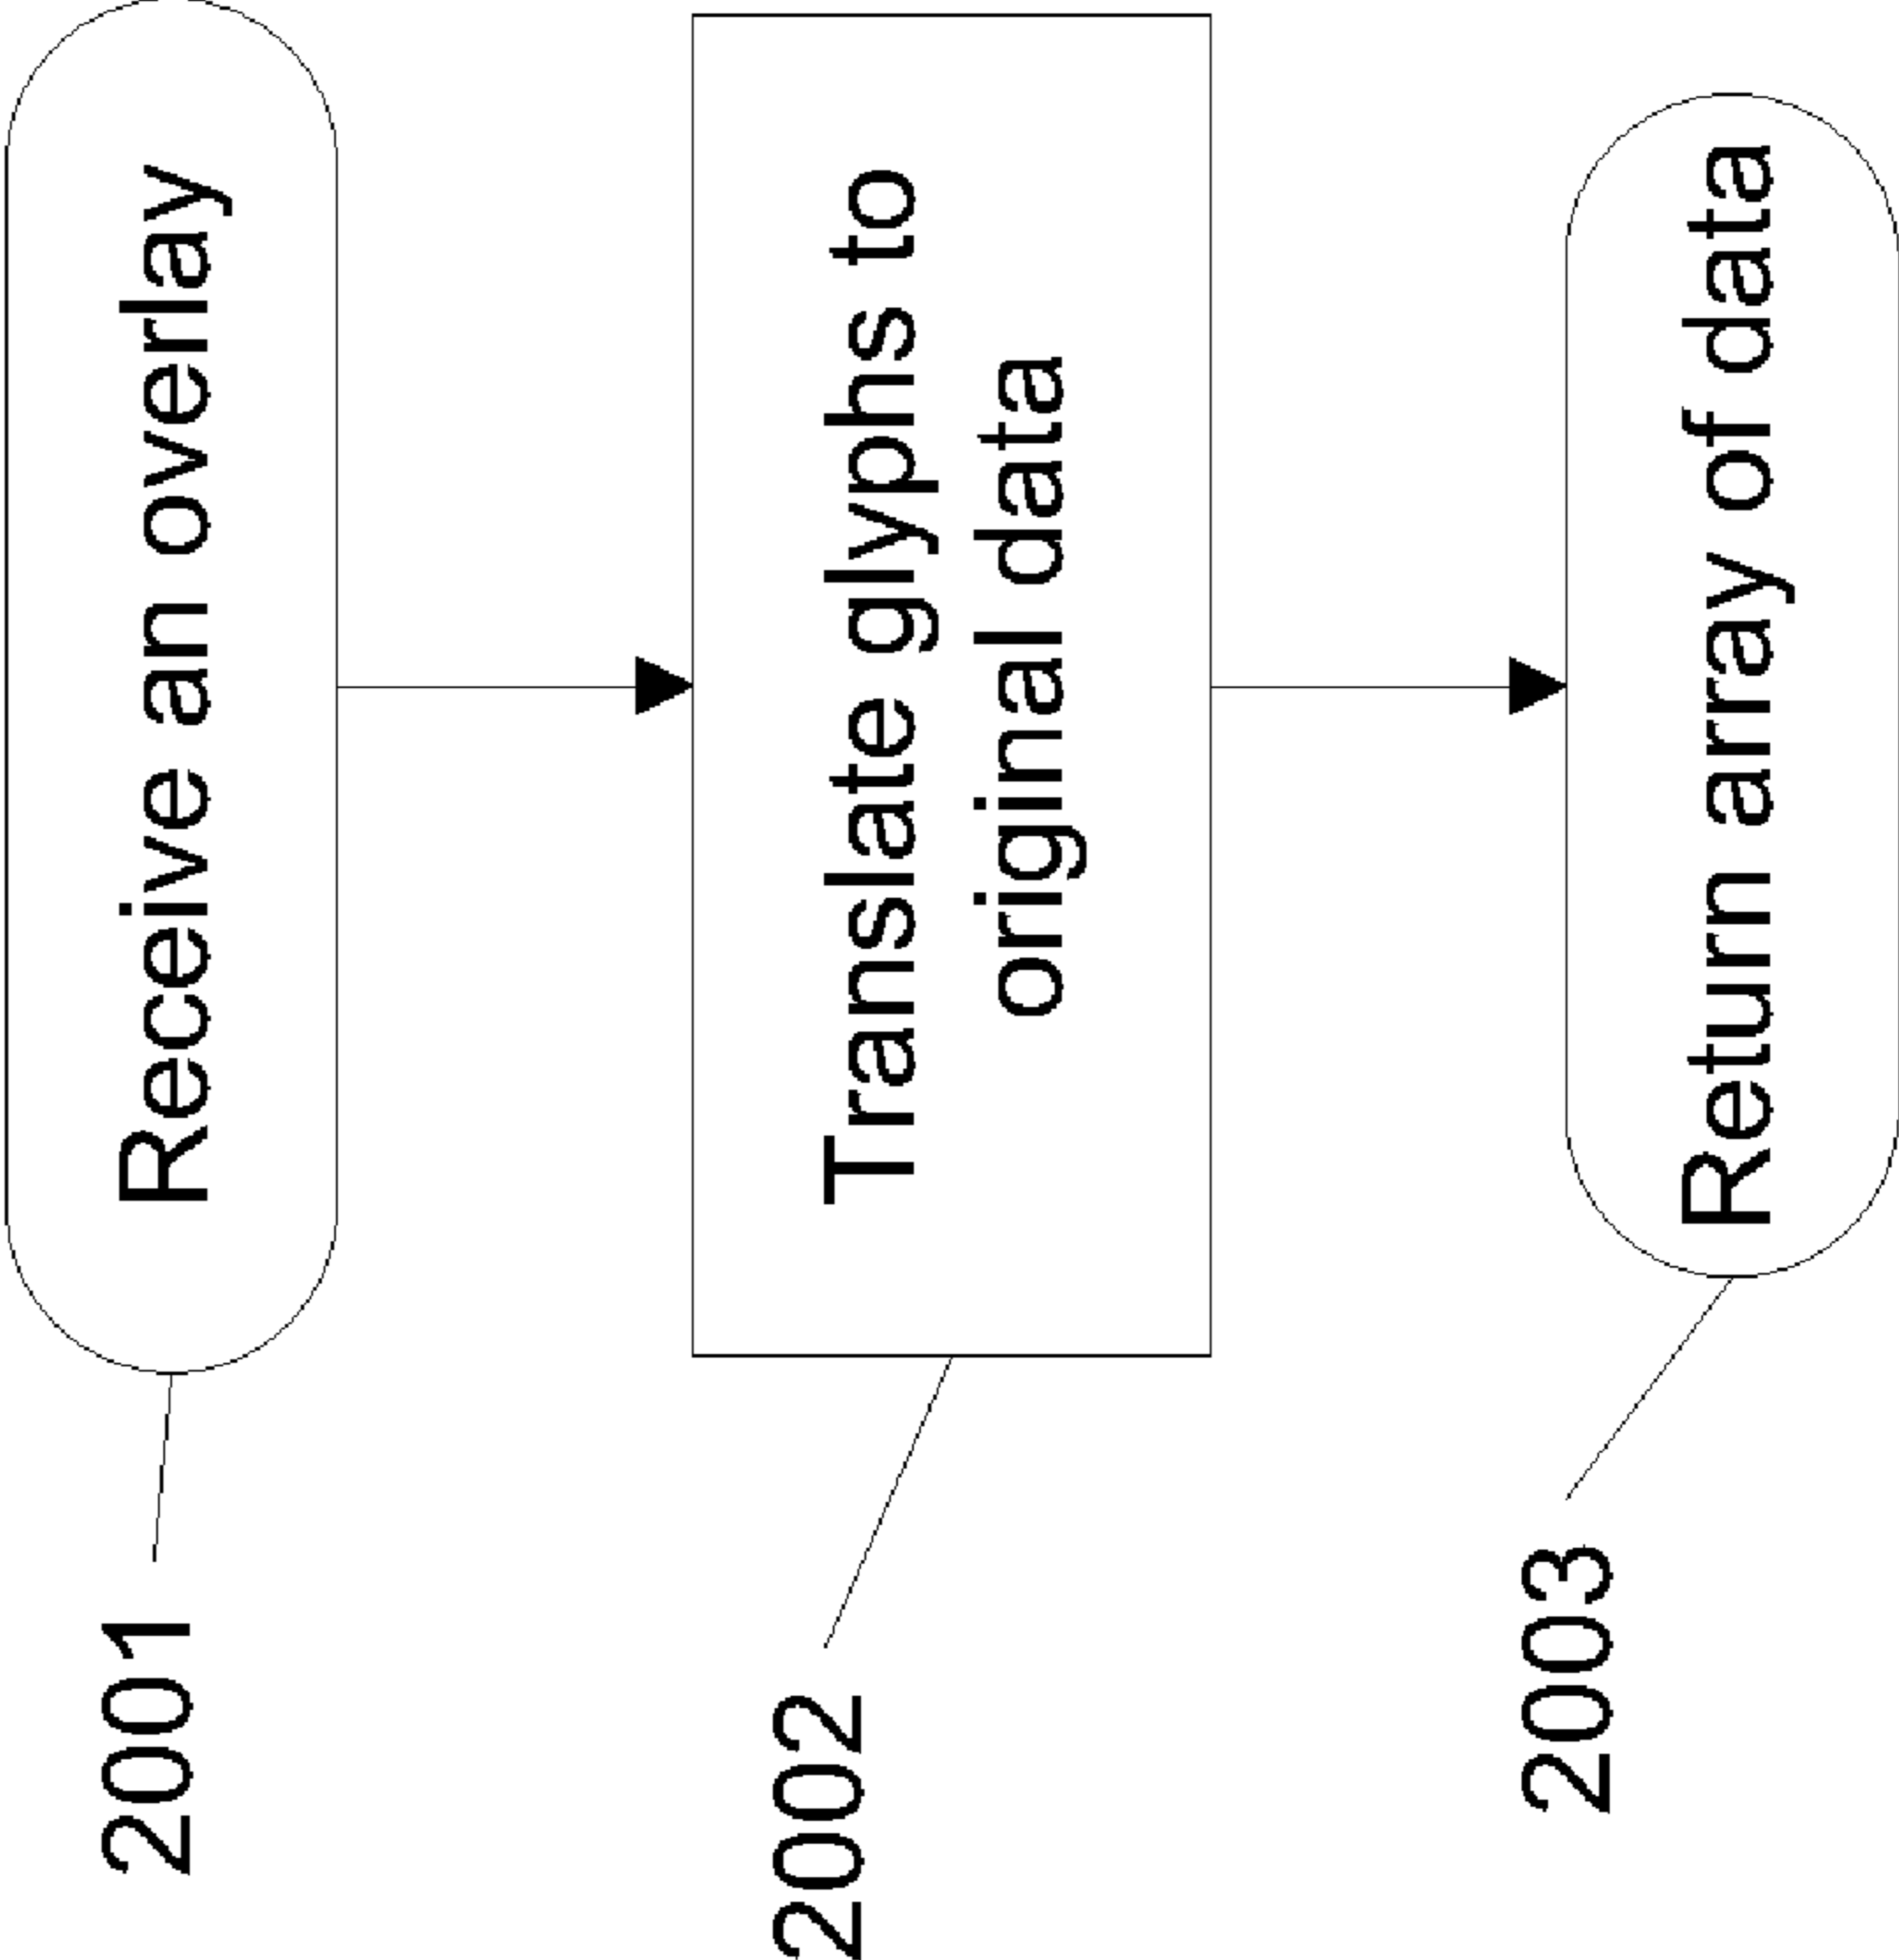 2001
Receive an overlay
2002
Translate glyphs to
original data
2003
Return array of data